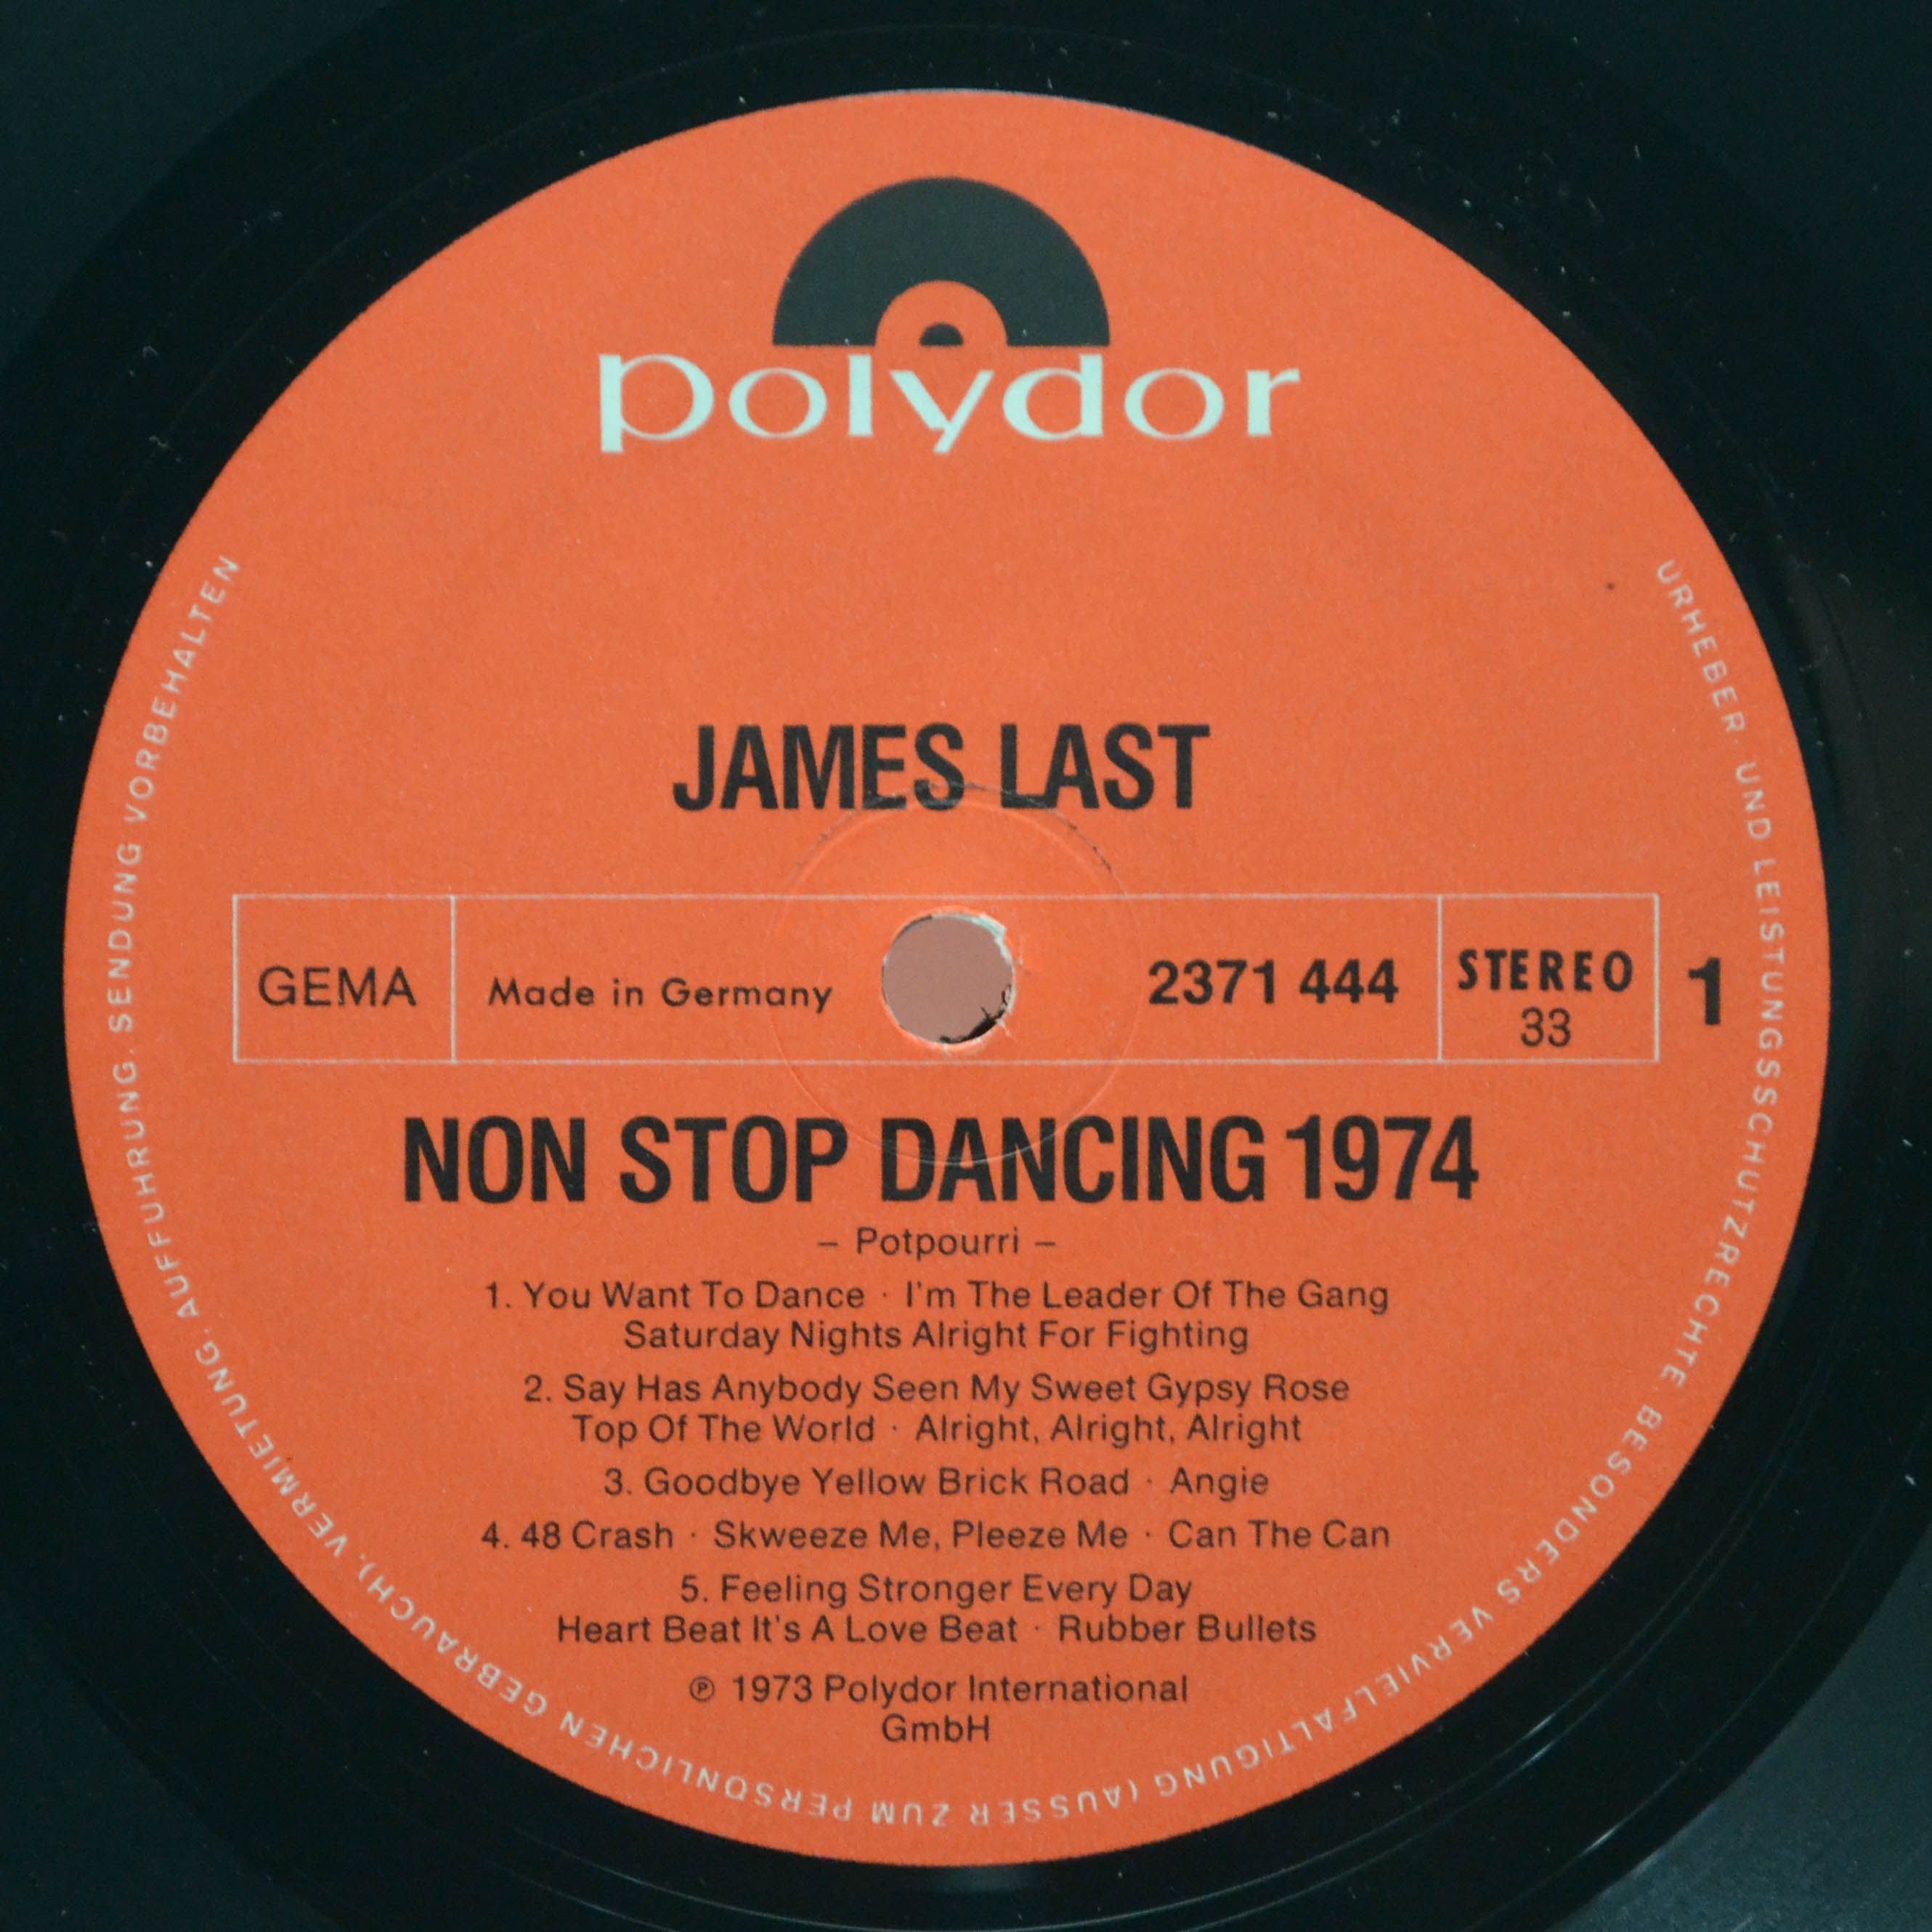 polydor
JAMES LAST
GEMA
Made in Germany
2371 444
STEREO
33
1
NON STOP DANCING 1974
– Potpourri –
1. You Want To Dance · I'm The Leader Of The Gang
Saturday Nights Alright For Fighting
2. Say Has Anybody Seen My Sweet Gypsy Rose
Top Of The World · Alright, Alright, Alright
3. Goodbye Yellow Brick Road · Angie
4. 48 Crash · Skweeze Me, Pleeze Me · Can The Can
5. Feeling Stronger Every Day
Heart Beat It's A Love Beat · Rubber Bullets
℗ 1973 Polydor International
GmbH
URHEBER- UND LEISTUNGSSCHUTZRECHTE, BESONDERS VERVIELFÄLTIGUNG (AUSSER ZUM PERSÖNLICHEN GEBRAUCH), VERMIETUNG, AUFFÜHRUNG, SENDUNG VORBEHALTEN